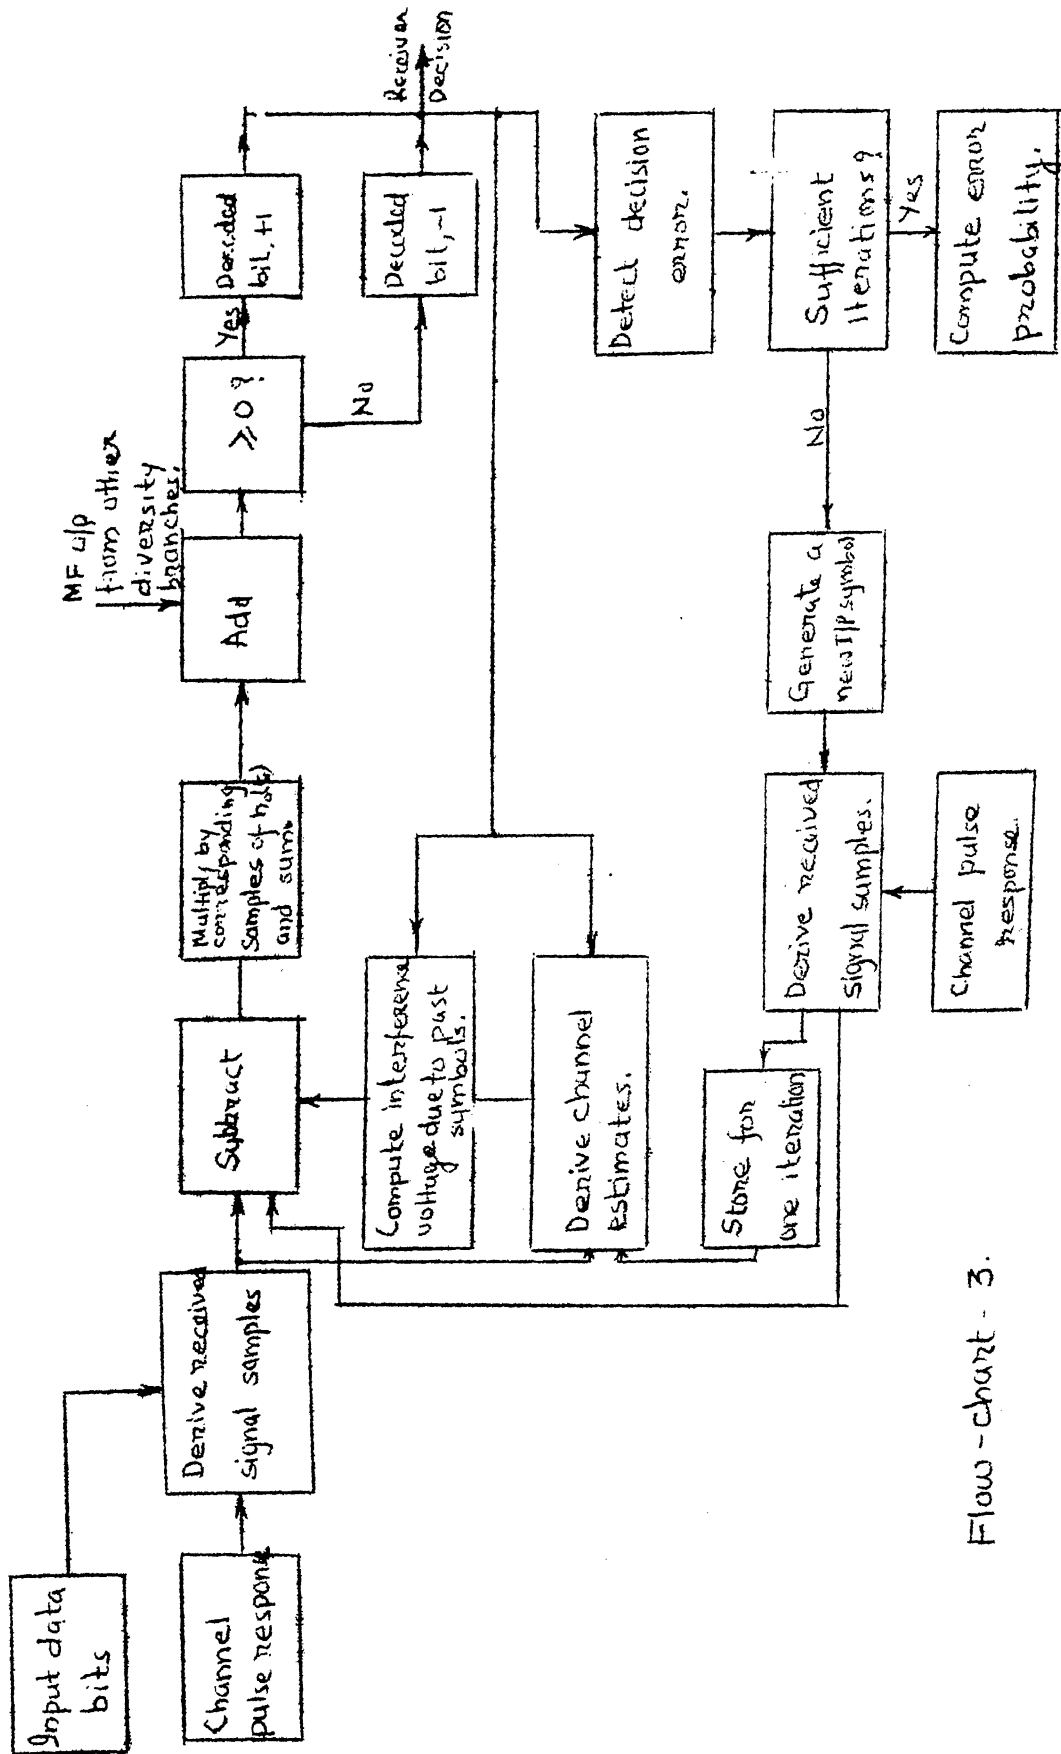 Input data
bits
Channel
pulse response
Derive received
signal samples
Subtract
Multiply by
corresponding
samples of
and sum.
MF o/p
from other
diversity
branches.
Add
≥0?
Yes
No
Decoded
bit, +1
Decoded
bit, -1
Receiver
Decision
Compute interference
voltage due to past
symbols.
Derive channel
estimates.
Detect decision
error.
Sufficient
Iterations?
Yes
No
Compute error
probability.
Generate a
new I/P symbol
Derive received
signal samples.
Channel pulse
response.
Store for
one iteration
Flow-chart - 3.